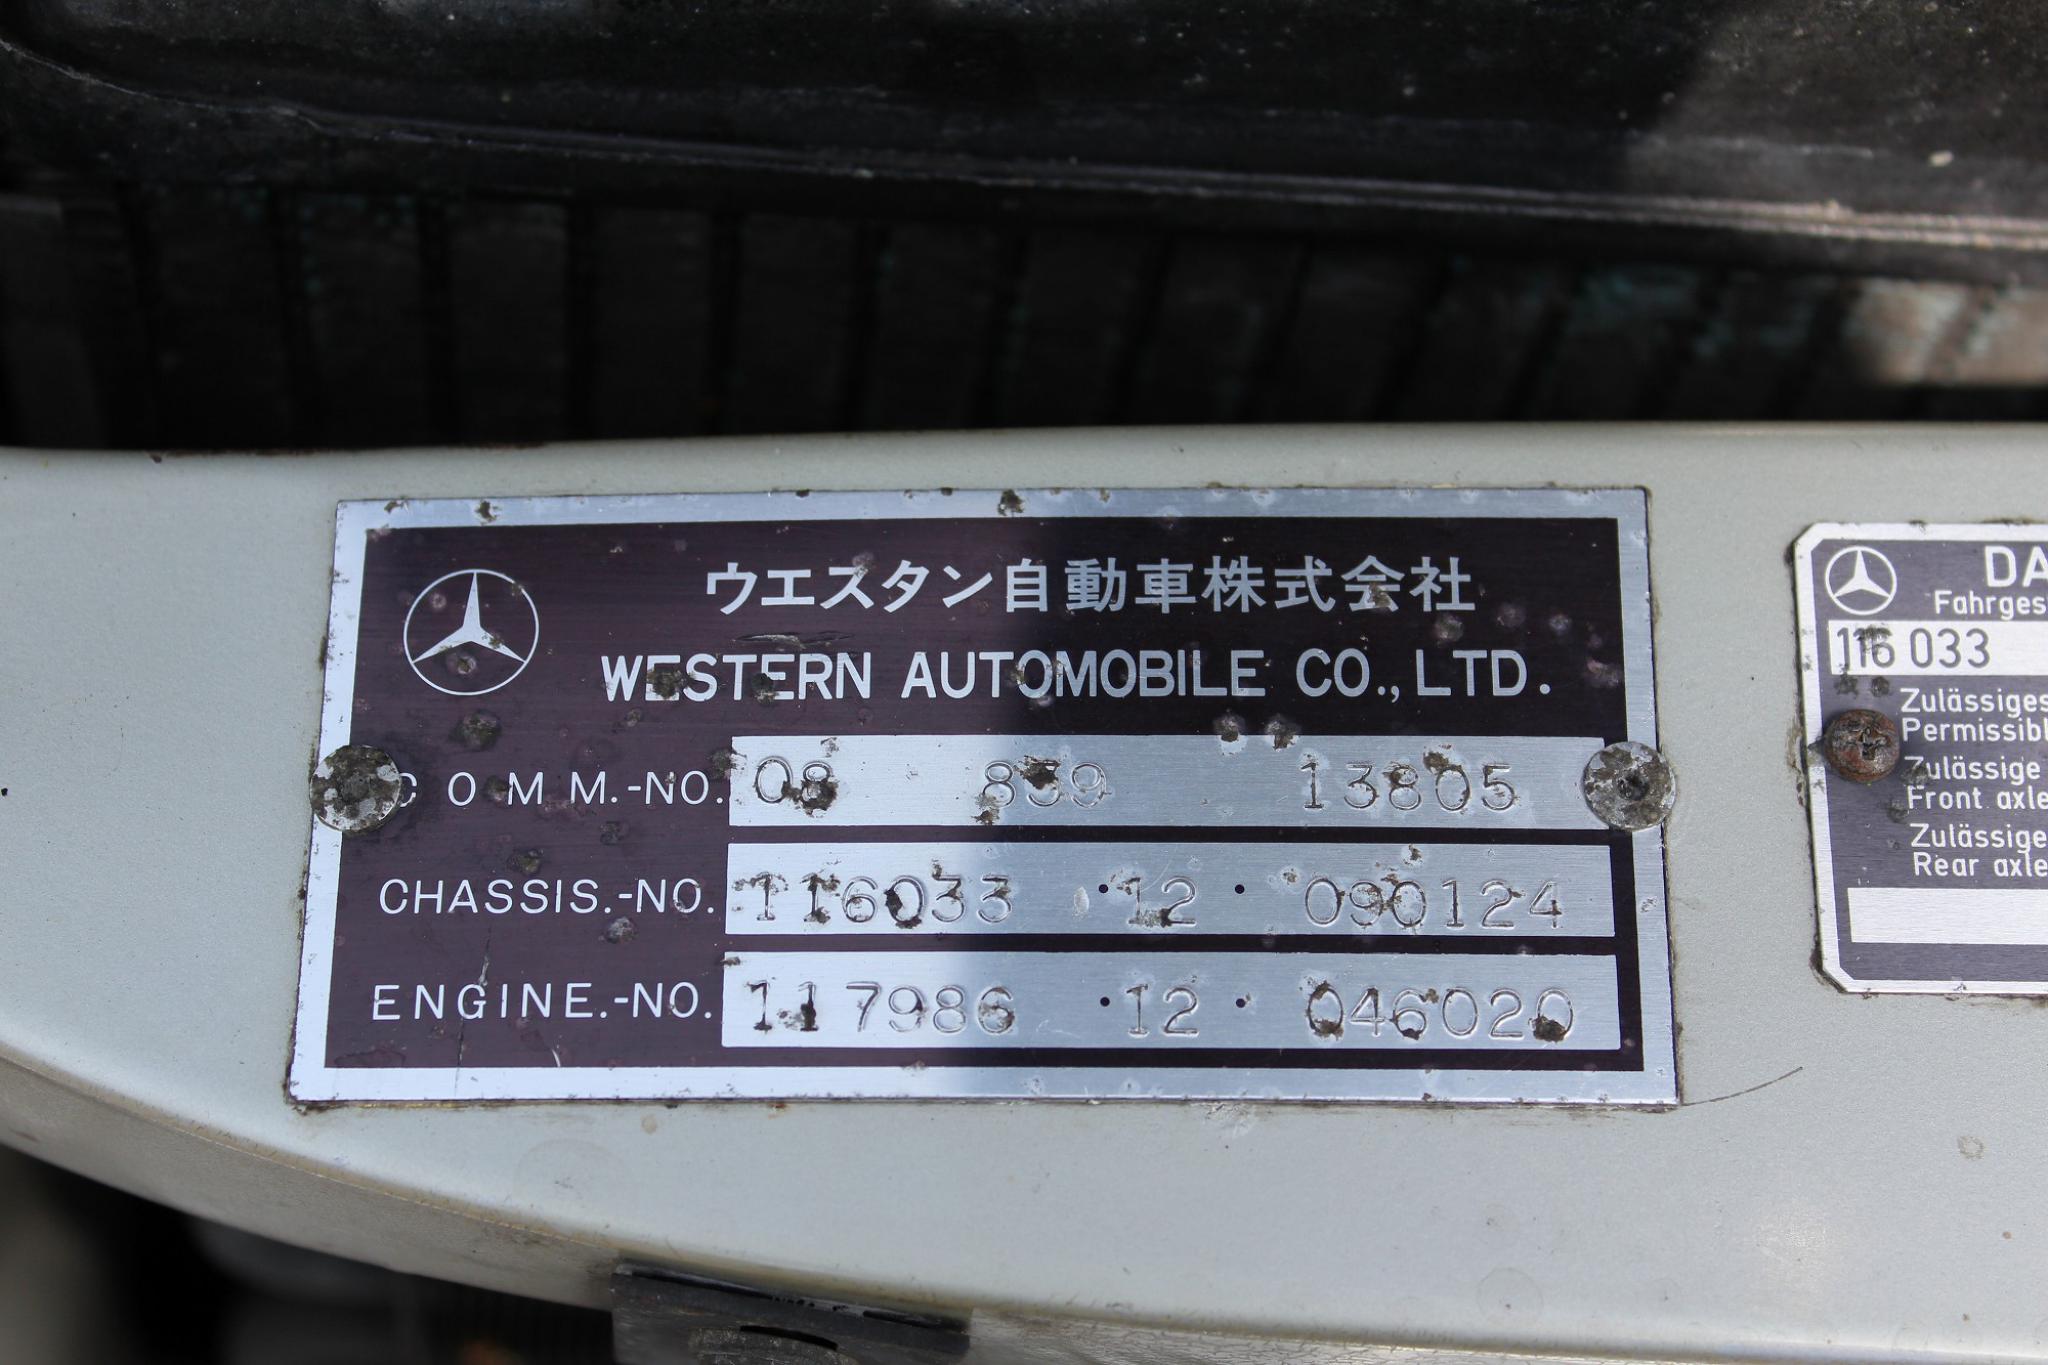 ウエスタン自動車株式会社
WESTERN AUTOMOBILE CO., LTD.
COMM.-NO. 08 839 13805
CHASSIS.-NO. 116033 · 12 · 090124
ENGINE.-NO. 117986 · 12 · 046020
DA
Fahrges
116 033
Zulässiges
Permissibl
Zulässige
Front axle
Zulässige
Rear axle